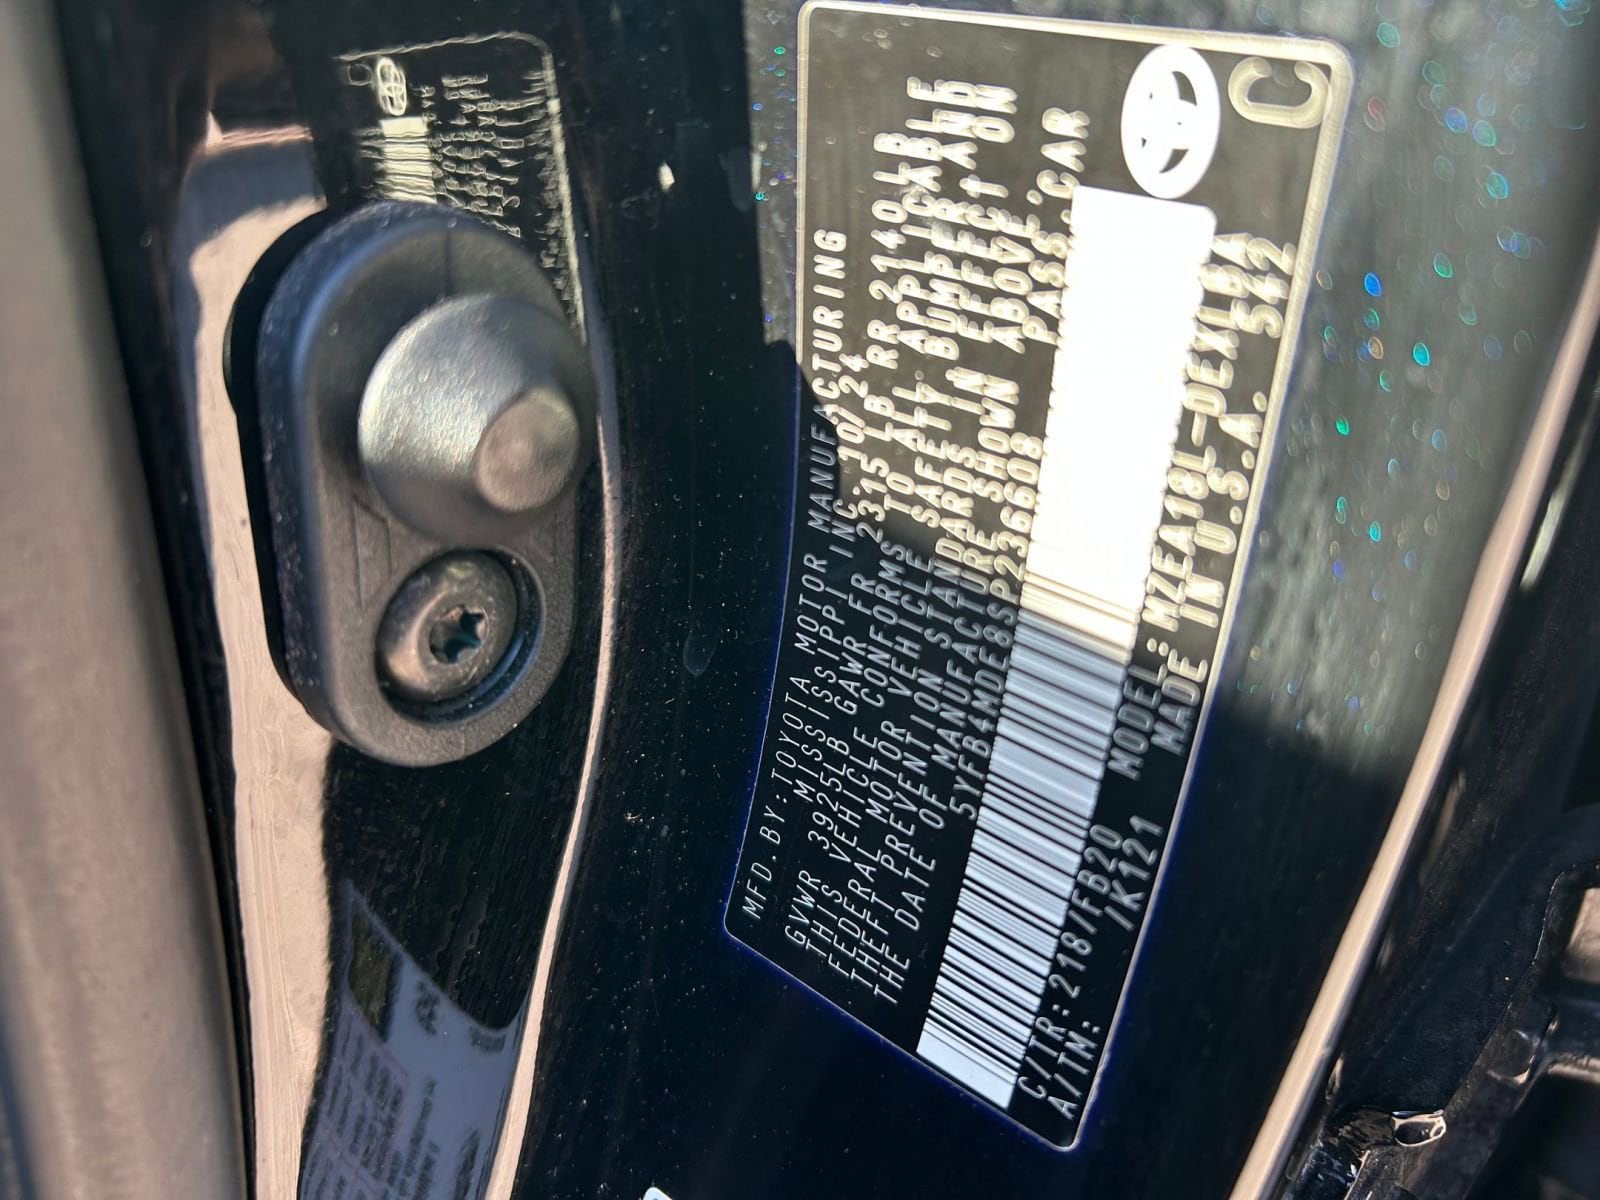 MFD.BY:TOYOTA MOTOR MANUFACTURING
MISSISSIPPI INC. 10/24
GVWR 3925LB GAWR FR 2315 LB RR 2140LB
THIS VEHICLE CONFORMS TO ALL APPLICABLE
FEDERAL MOTOR VEHICLE SAFETY, BUMPER, AND
THEFT PREVENTION STANDARDS IN EFFECT ON
THE DATE OF MANUFACTURE SHOWN ABOVE.
5YFB4MDE8SP236608 PASS.CAR
C/TR:218/FB20 MODEL:MZEA18L-DEXLBA
A/TM: /K121 MADE IN U.S.A. 542
C